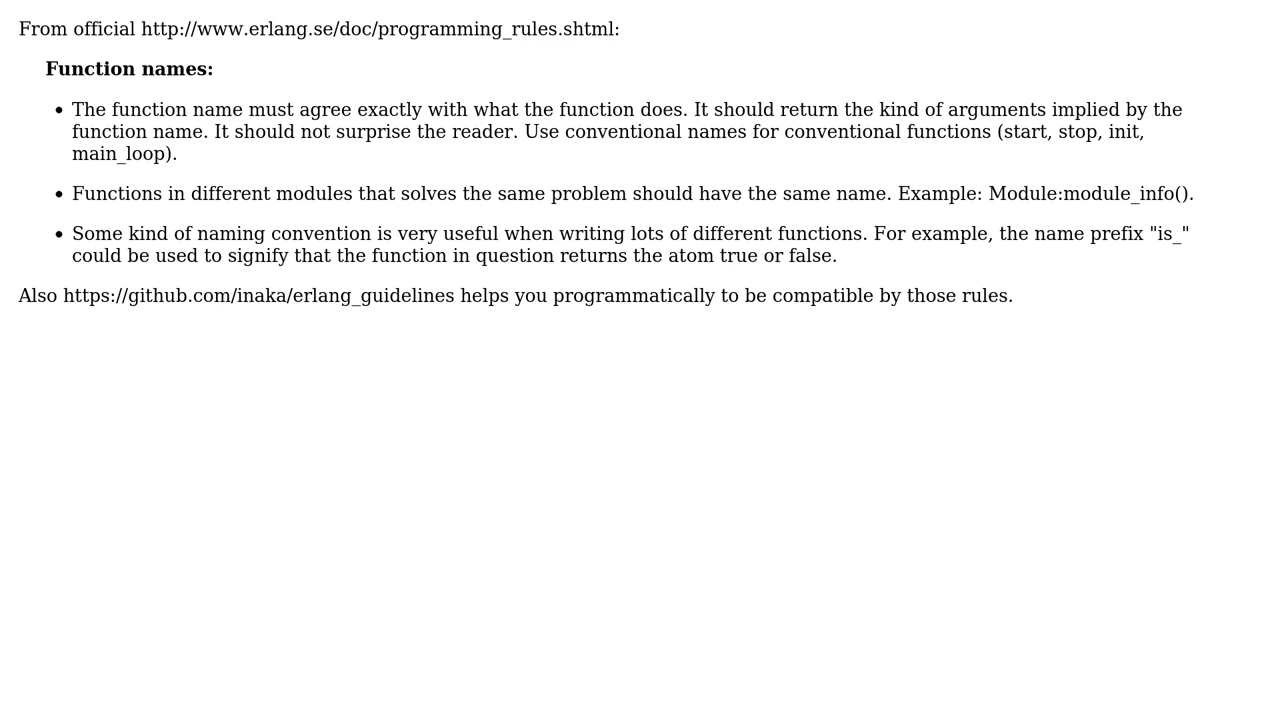 From official http://www.erlang.se/doc/programming_rules.shtml:
Function names:
• The function name must agree exactly with what the function does. It should return the kind of arguments implied by the
function name. It should not surprise the reader. Use conventional names for conventional functions (start, stop, init,
main_loop).
• Functions in different modules that solves the same problem should have the same name. Example: Module:module_info().
• Some kind of naming convention is very useful when writing lots of different functions. For example, the name prefix "is_"
could be used to signify that the function in question returns the atom true or false.
Also https://github.com/inaka/erlang_guidelines helps you programmatically to be compatible by those rules.